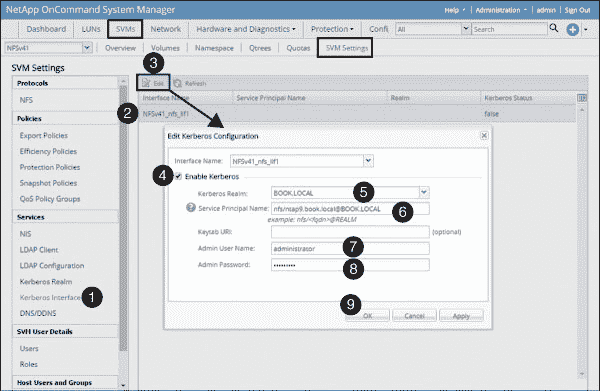 NetApp OnCommand System Manager
Help Administration admin Sign Out
Dashboard LUNs SVMs Network Hardware and Diagnostics Protection Confi All Search
NFSv41 Overview Volumes Namespace Qtrees Quotas SVM Settings
SVM Settings
Protocols
NFS
Policies
Export Policies
Efficiency Policies
Protection Policies
Snapshot Policies
QoS Policy Groups
Services
NIS
LDAP Client
LDAP Configuration
Kerberos Realm
Kerberos Interface
1
DNS/DDNS
SVM User Details
Users
Roles
Host Users and Groups
3
Edit Refresh
Interface Name Service Principal Name Realm Kerberos Status
2
NFSv41_nfs_lif1 false
Edit Kerberos Configuration
Interface Name: NFSv41_nfs_lif1
4
Enable Kerberos
Kerberos Realm: BOOK.LOCAL
5
Service Principal Name: nfs/ntap9.book.local@BOOK.LOCAL
6
example: nfs/<fqdn>@REALM
Keytab URI: (optional)
Admin User Name: administrator
7
Admin Password: •••••••••
8
9
OK Cancel Apply